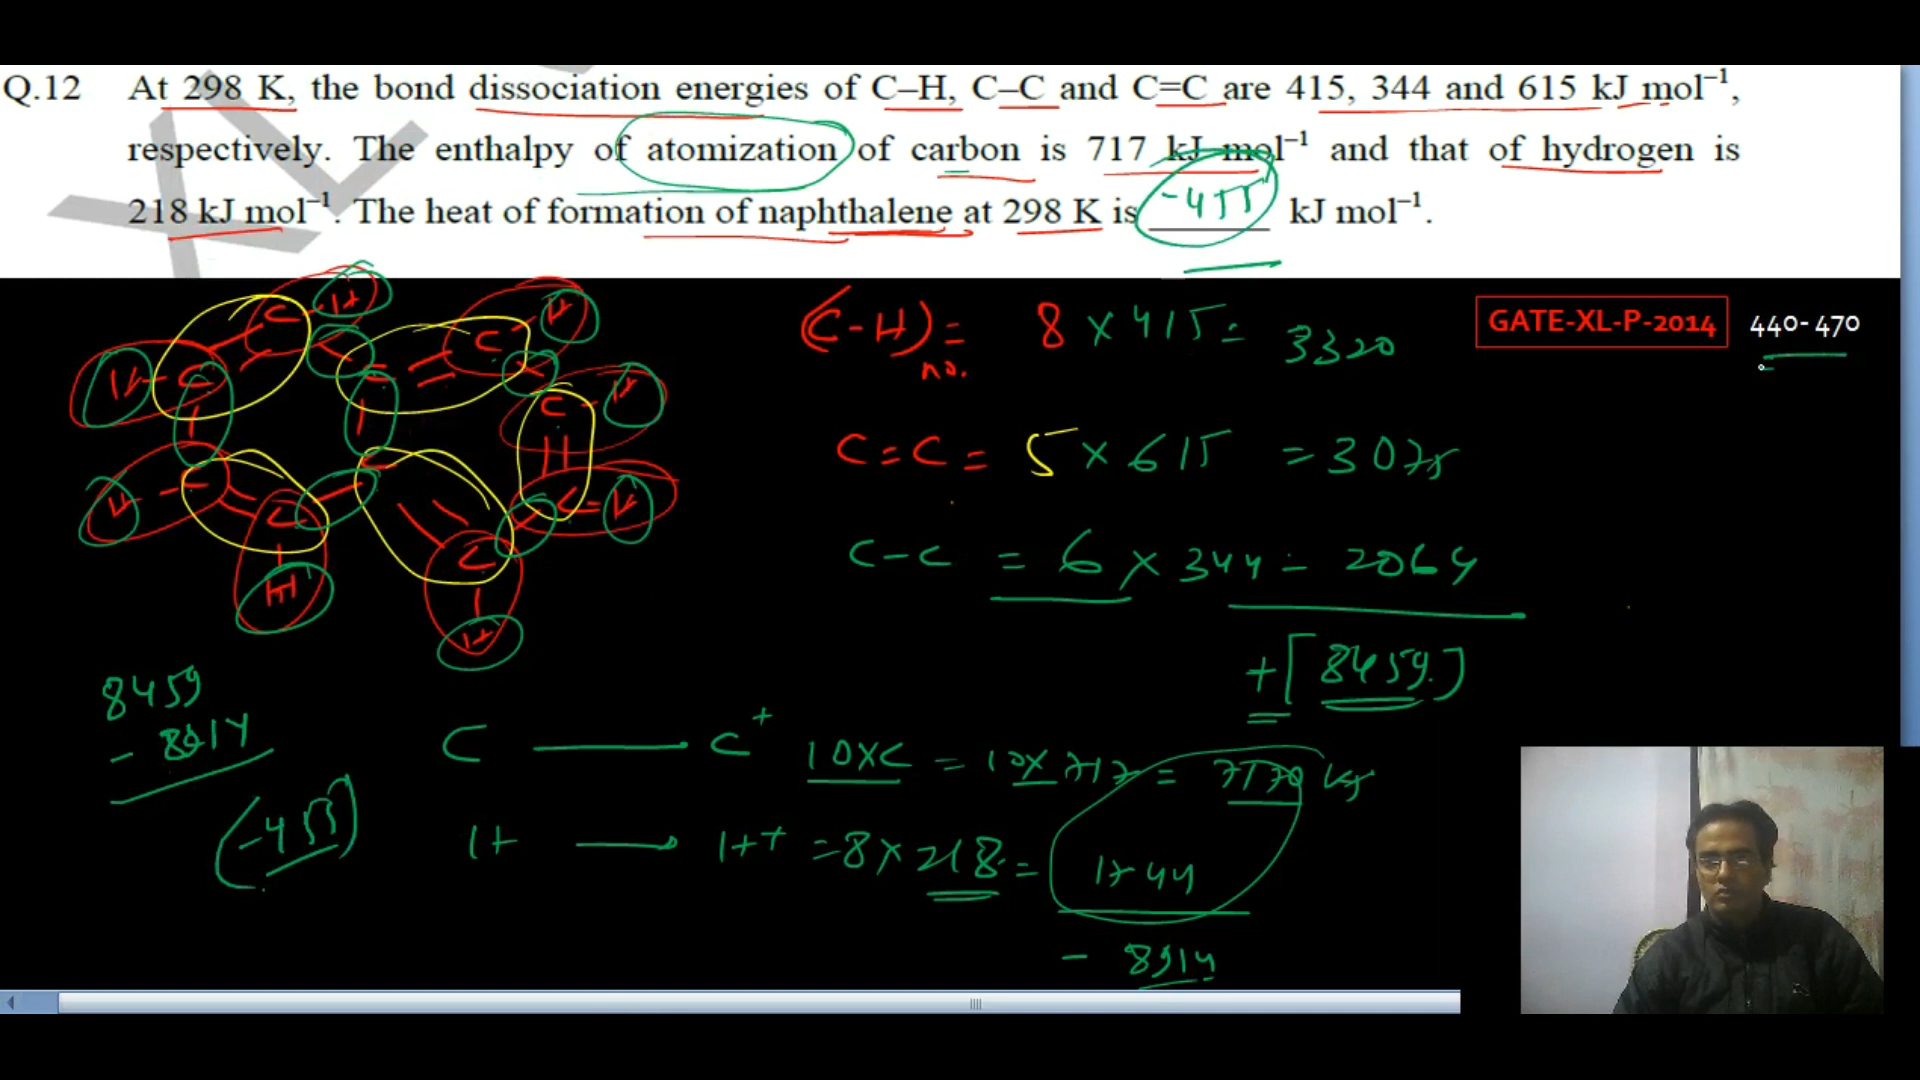 Q.12 At 298 K, the bond dissociation energies of C–H, C–C and C=C are 415, 344 and 615 kJ mol⁻¹,
respectively. The enthalpy of atomization of carbon is 717 kJ mol⁻¹ and that of hydrogen is
218 kJ mol⁻¹. The heat of formation of naphthalene at 298 K is -455 kJ mol⁻¹.
GATE-XL-P-2014 440-470
(C-H) = 8 × 415 = 3320
no.
C=C = 5 × 615 = 3075
C-C = 6 × 344 = 2064
+[8459]
C — C⁺ 10×C = 10×717 = 7170 kJ
H → H⁺ = 8×218 = 1744
- 8914
8459
- 8914
(-455)
C H
C H
C H
C H
C H
C H
C H
C H
C
C